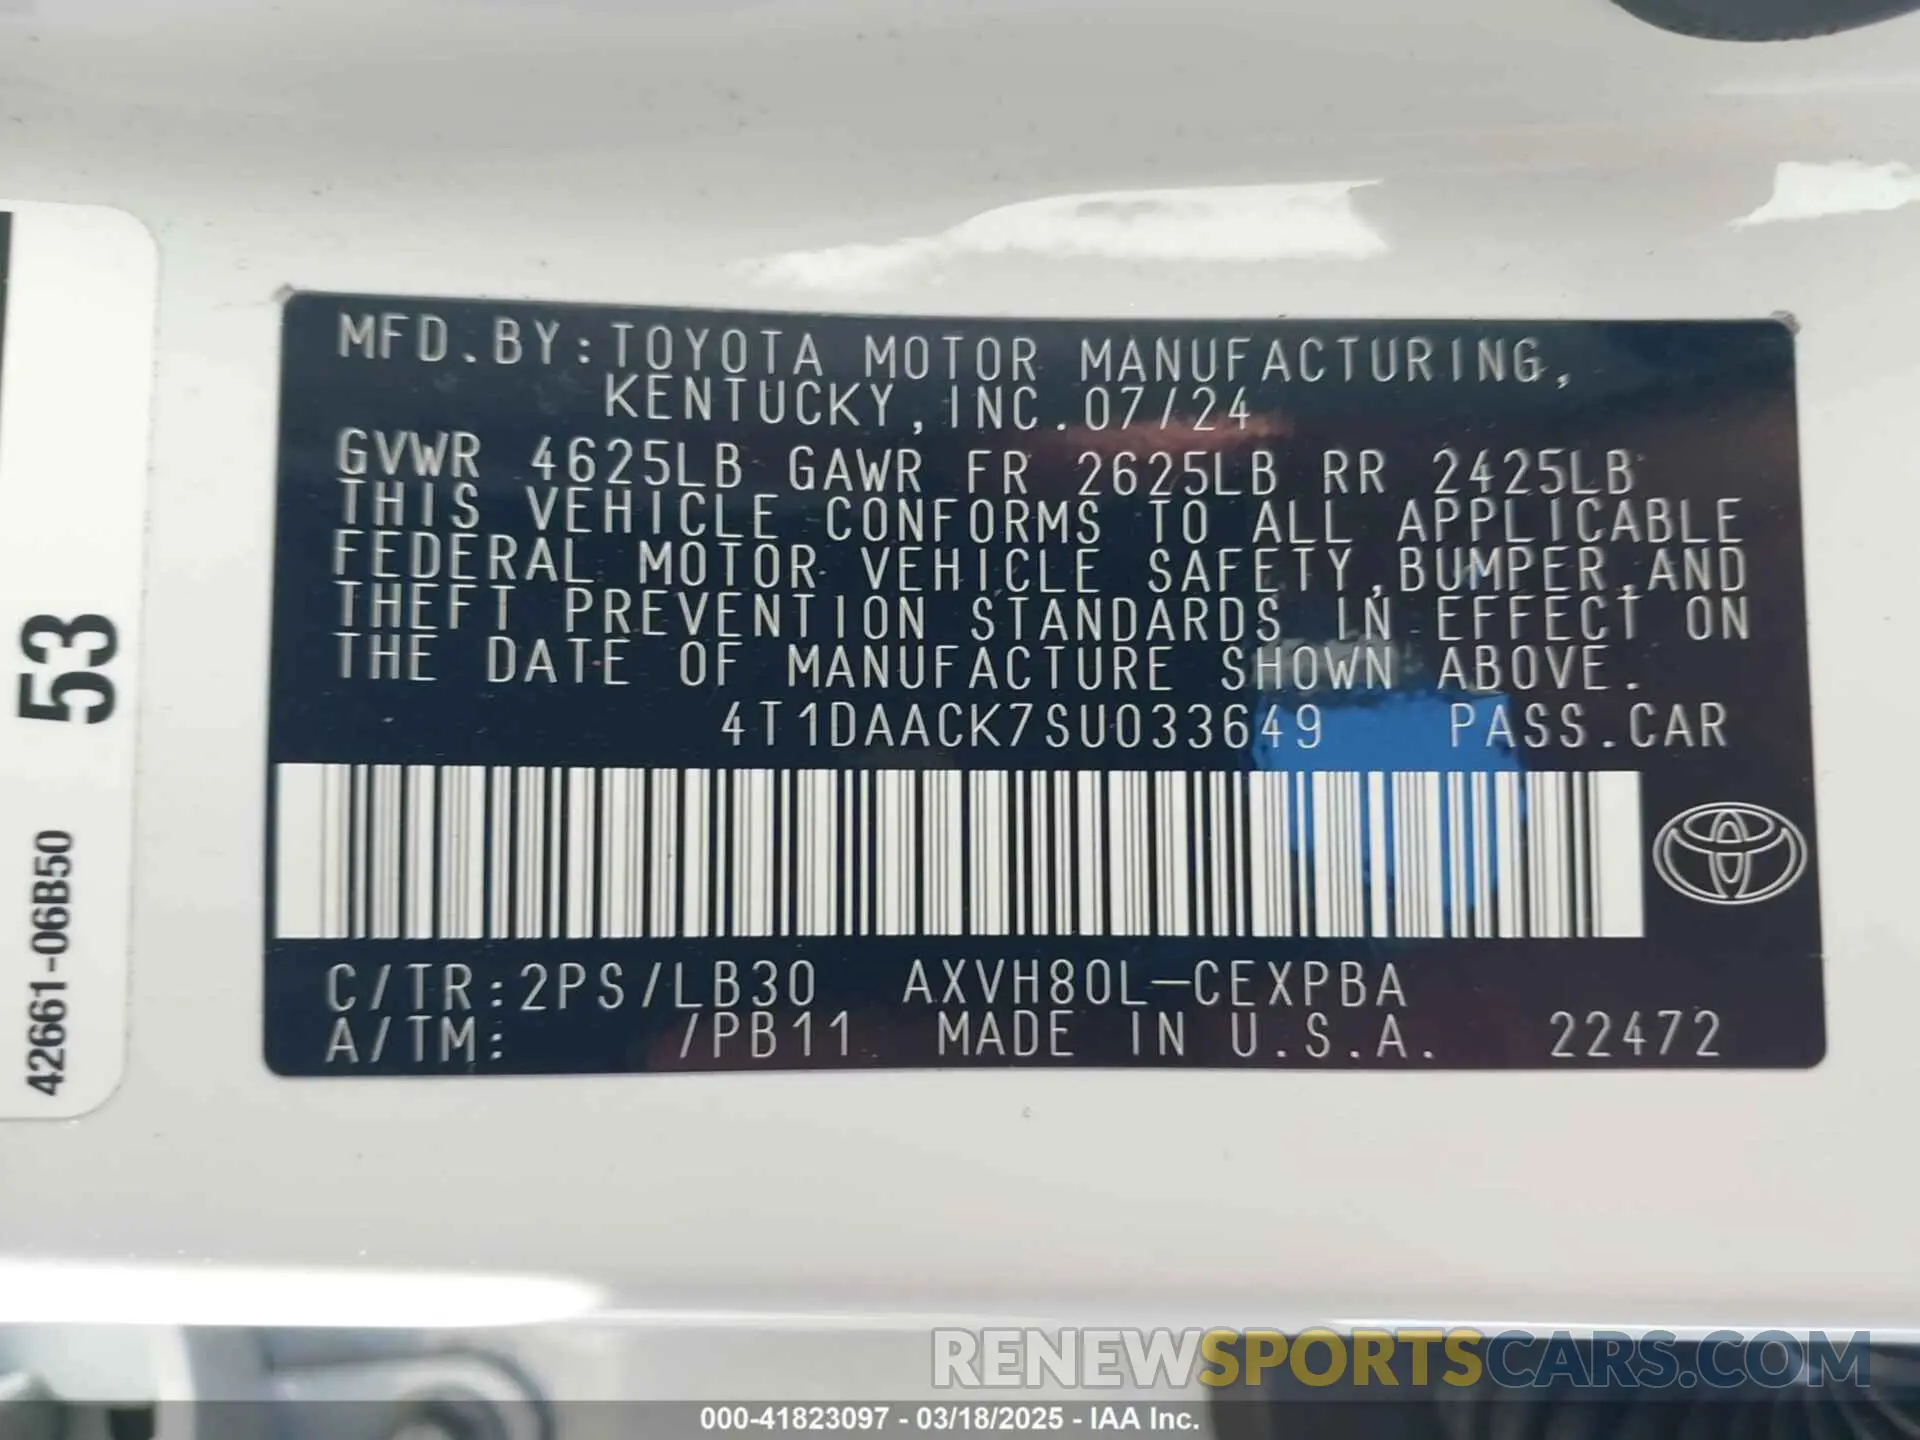 MFD.BY:TOYOTA MOTOR MANUFACTURING,
KENTUCKY,INC.07/24
GVWR 4625LB GAWR FR 2625LB RR 2425LB
THIS VEHICLE CONFORMS TO ALL APPLICABLE
FEDERAL MOTOR VEHICLE SAFETY,BUMPER,AND
THEFT PREVENTION STANDARDS IN EFFECT ON
THE DATE OF MANUFACTURE SHOWN ABOVE.
4T1DAACK7SU033649 PASS.CAR
C/TR:2PS/LB30 AXVH80L-CEXPBA
A/TM: /PB11 MADE IN U.S.A. 22472
53
42661-06B50
RENEWSPORTSCARS.COM
000-41823097 - 03/18/2025 - IAA Inc.